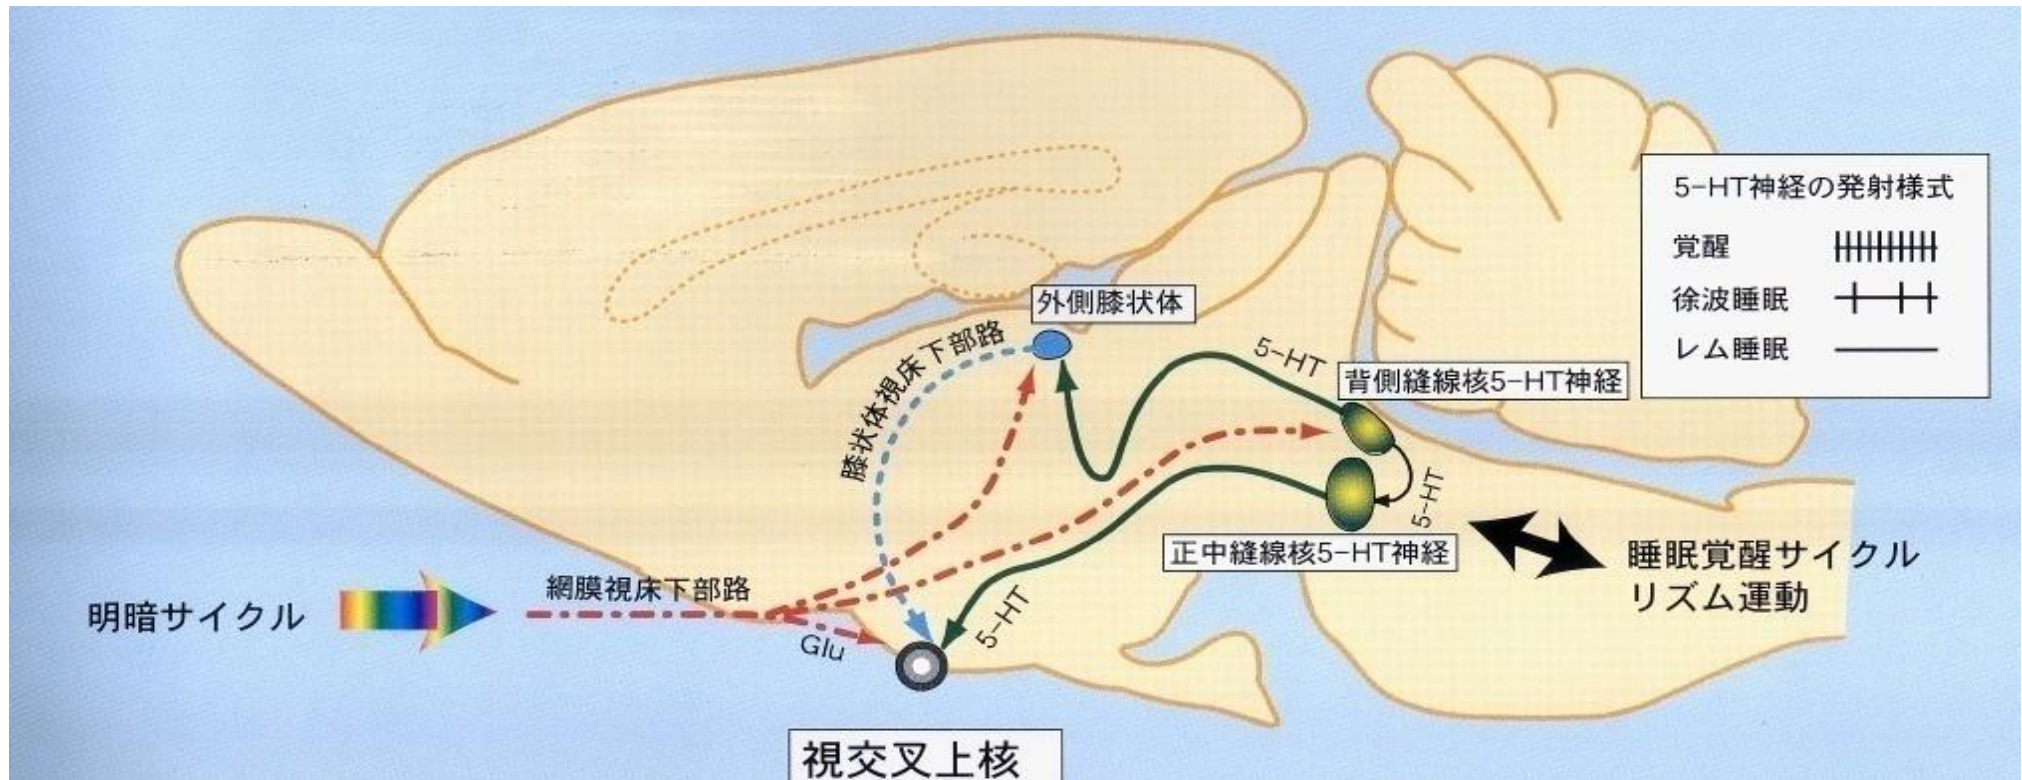 5-HT神経の発射様式
覚醒
徐波睡眠
レム睡眠
外側膝状体
膝状体視床下部路
5-HT
背側縫線核5-HT神経
5-HT
正中縫線核5-HT神経
睡眠覚醒サイクル
リズム運動
明暗サイクル
網膜視床下部路
Glu
5-HT
視交叉上核